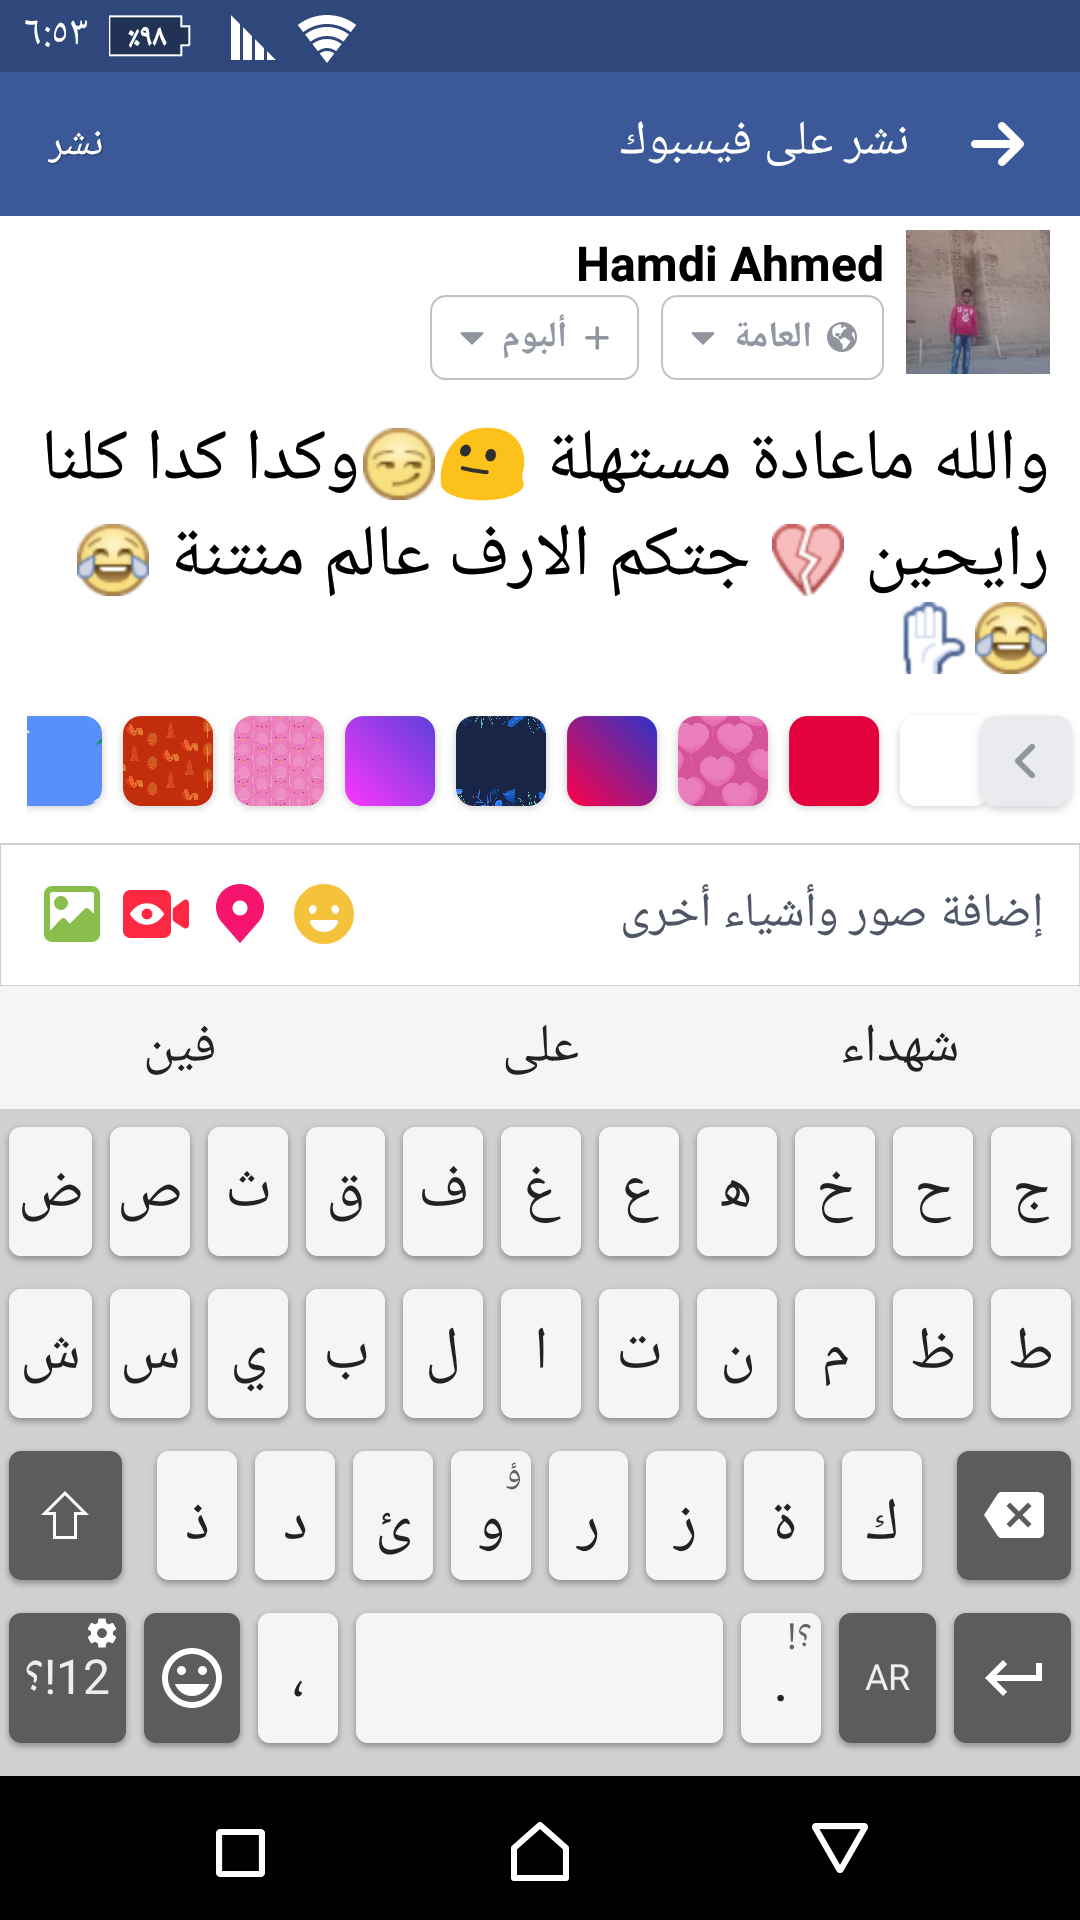 ٦:٥٣ ٩٨٪
نشر على فيسبوك نشر
Hamdi Ahmed
العامة + ألبوم
والله ماعادة مستهلة 😐😏وكدا كدا كلنا
رايحين 💔 جتكم الارف عالم منتنة 😂
😂✋
إضافة صور وأشياء أخرى
شهداء على فين
ج ح خ ه ع غ ف ق ث ص ض
ط ظ م ن ت ا ل ب ي س ش
ك ة ز ر و ؤ ئ د ذ
AR . ؟! ، 12!؟